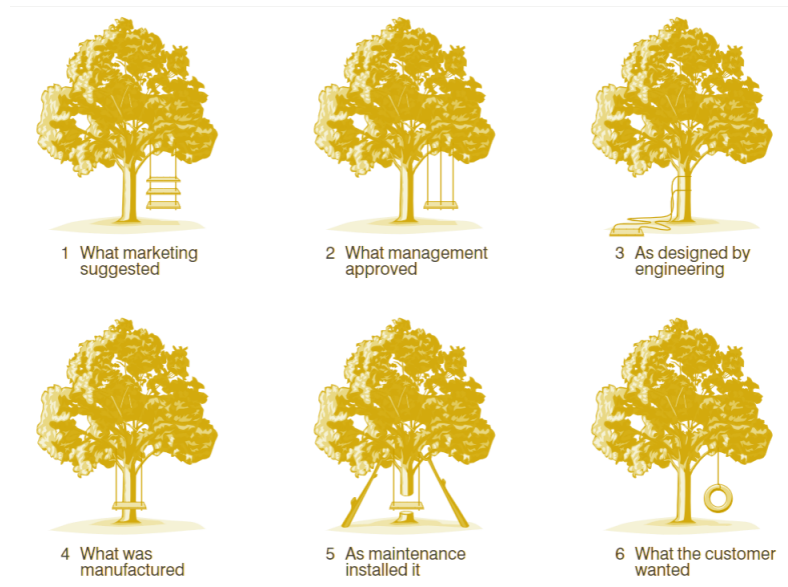 1 What marketing
suggested
2 What management
approved
3 As designed by
engineering
4 What was
manufactured
5 As maintenance
installed it
6 What the customer
wanted